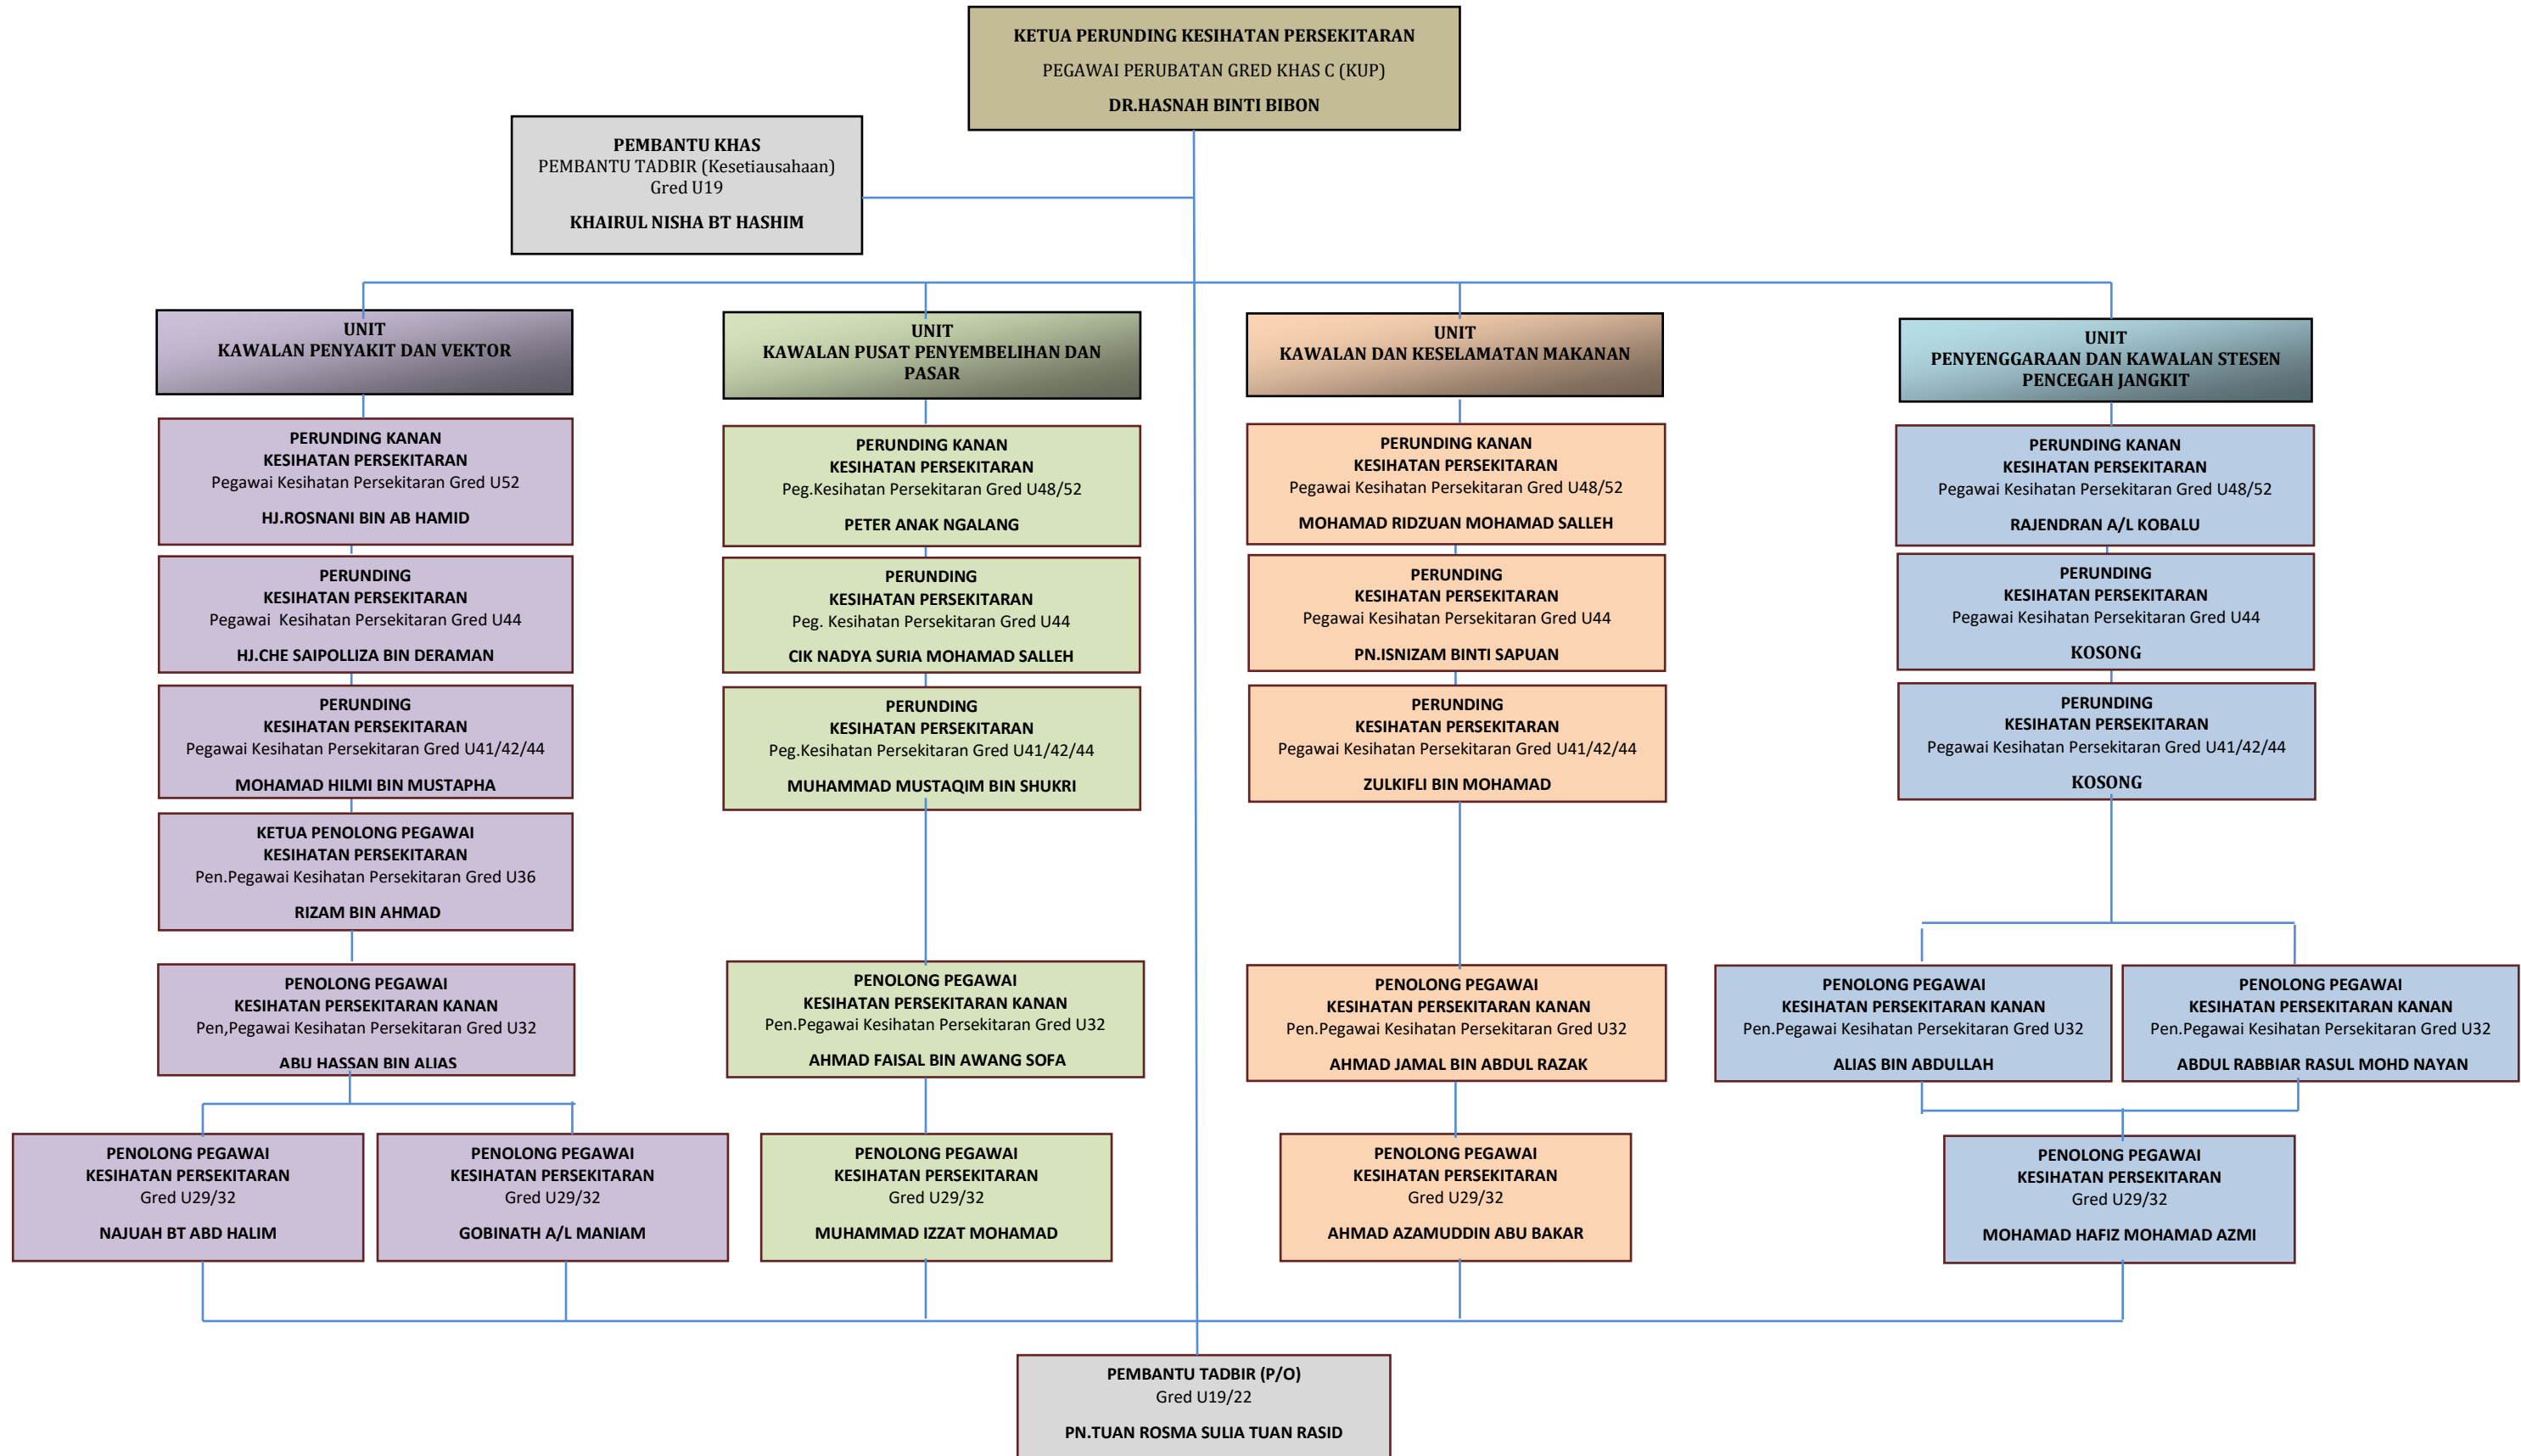 KETUA PERUNDING KESIHATAN PERSEKITARAN
PEGAWAI PERUBATAN GRED KHAS C (KUP)
DR.HASNAH BINTI BIBON
PEMBANTU KHAS
PEMBANTU TADBIR (Kesetiausahaan)
Gred U19
KHAIRUL NISHA BT HASHIM
UNIT
KAWALAN PENYAKIT DAN VEKTOR
PERUNDING KANAN
KESIHATAN PERSEKITARAN
Pegawai Kesihatan Persekitaran Gred U52
HJ.ROSNANI BIN AB HAMID
PERUNDING
KESIHATAN PERSEKITARAN
Pegawai  Kesihatan Persekitaran Gred U44
HJ.CHE SAIPOLLIZA BIN DERAMAN
PERUNDING
KESIHATAN PERSEKITARAN
Pegawai Kesihatan Persekitaran Gred U41/42/44
MOHAMAD HILMI BIN MUSTAPHA
KETUA PENOLONG PEGAWAI
KESIHATAN PERSEKITARAN
Pen.Pegawai Kesihatan Persekitaran Gred U36
RIZAM BIN AHMAD
PENOLONG PEGAWAI
KESIHATAN PERSEKITARAN KANAN
Pen,Pegawai Kesihatan Persekitaran Gred U32
ABU HASSAN BIN ALIAS
PENOLONG PEGAWAI
KESIHATAN PERSEKITARAN
Gred U29/32
NAJUAH BT ABD HALIM
PENOLONG PEGAWAI
KESIHATAN PERSEKITARAN
Gred U29/32
GOBINATH A/L MANIAM
UNIT
KAWALAN PUSAT PENYEMBELIHAN DAN
PASAR
PERUNDING KANAN
KESIHATAN PERSEKITARAN
Peg.Kesihatan Persekitaran Gred U48/52
PETER ANAK NGALANG
PERUNDING
KESIHATAN PERSEKITARAN
Peg. Kesihatan Persekitaran Gred U44
CIK NADYA SURIA MOHAMAD SALLEH
PERUNDING
KESIHATAN PERSEKITARAN
Peg.Kesihatan Persekitaran Gred U41/42/44
MUHAMMAD MUSTAQIM BIN SHUKRI
PENOLONG PEGAWAI
KESIHATAN PERSEKITARAN KANAN
Pen.Pegawai Kesihatan Persekitaran Gred U32
AHMAD FAISAL BIN AWANG SOFA
PENOLONG PEGAWAI
KESIHATAN PERSEKITARAN
Gred U29/32
MUHAMMAD IZZAT MOHAMAD
UNIT
KAWALAN DAN KESELAMATAN MAKANAN
PERUNDING KANAN
KESIHATAN PERSEKITARAN
Pegawai Kesihatan Persekitaran Gred U48/52
MOHAMAD RIDZUAN MOHAMAD SALLEH
PERUNDING
KESIHATAN PERSEKITARAN
Pegawai Kesihatan Persekitaran Gred U44
PN.ISNIZAM BINTI SAPUAN
PERUNDING
KESIHATAN PERSEKITARAN
Pegawai Kesihatan Persekitaran Gred U41/42/44
ZULKIFLI BIN MOHAMAD
PENOLONG PEGAWAI
KESIHATAN PERSEKITARAN KANAN
Pen.Pegawai Kesihatan Persekitaran Gred U32
AHMAD JAMAL BIN ABDUL RAZAK
PENOLONG PEGAWAI
KESIHATAN PERSEKITARAN
Gred U29/32
AHMAD AZAMUDDIN ABU BAKAR
UNIT
PENYENGGARAAN DAN KAWALAN STESEN
PENCEGAH JANGKIT
PERUNDING KANAN
KESIHATAN PERSEKITARAN
Pegawai Kesihatan Persekitaran Gred U48/52
RAJENDRAN A/L KOBALU
PERUNDING
KESIHATAN PERSEKITARAN
Pegawai Kesihatan Persekitaran Gred U44
KOSONG
PERUNDING
KESIHATAN PERSEKITARAN
Pegawai Kesihatan Persekitaran Gred U41/42/44
KOSONG
PENOLONG PEGAWAI
KESIHATAN PERSEKITARAN KANAN
Pen.Pegawai Kesihatan Persekitaran Gred U32
ALIAS BIN ABDULLAH
PENOLONG PEGAWAI
KESIHATAN PERSEKITARAN KANAN
Pen.Pegawai Kesihatan Persekitaran Gred U32
ABDUL RABBIAR RASUL MOHD NAYAN
PENOLONG PEGAWAI
KESIHATAN PERSEKITARAN
Gred U29/32
MOHAMAD HAFIZ MOHAMAD AZMI
PEMBANTU TADBIR (P/O)
Gred U19/22
PN.TUAN ROSMA SULIA TUAN RASID